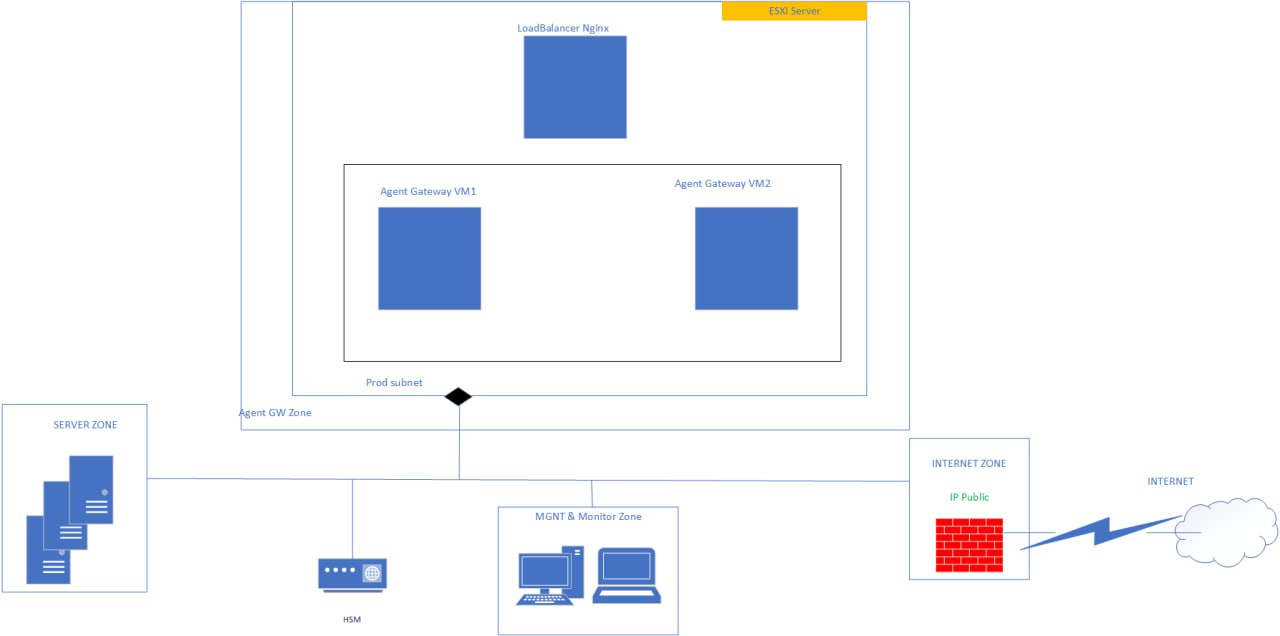 ESXI Server
LoadBalancer Nginx
Agent Gateway VM1
Agent Gateway VM2
Prod subnet
Agent GW Zone
SERVER ZONE
INTERNET ZONE
IP Public
INTERNET
MGNT & Monitor Zone
HSM